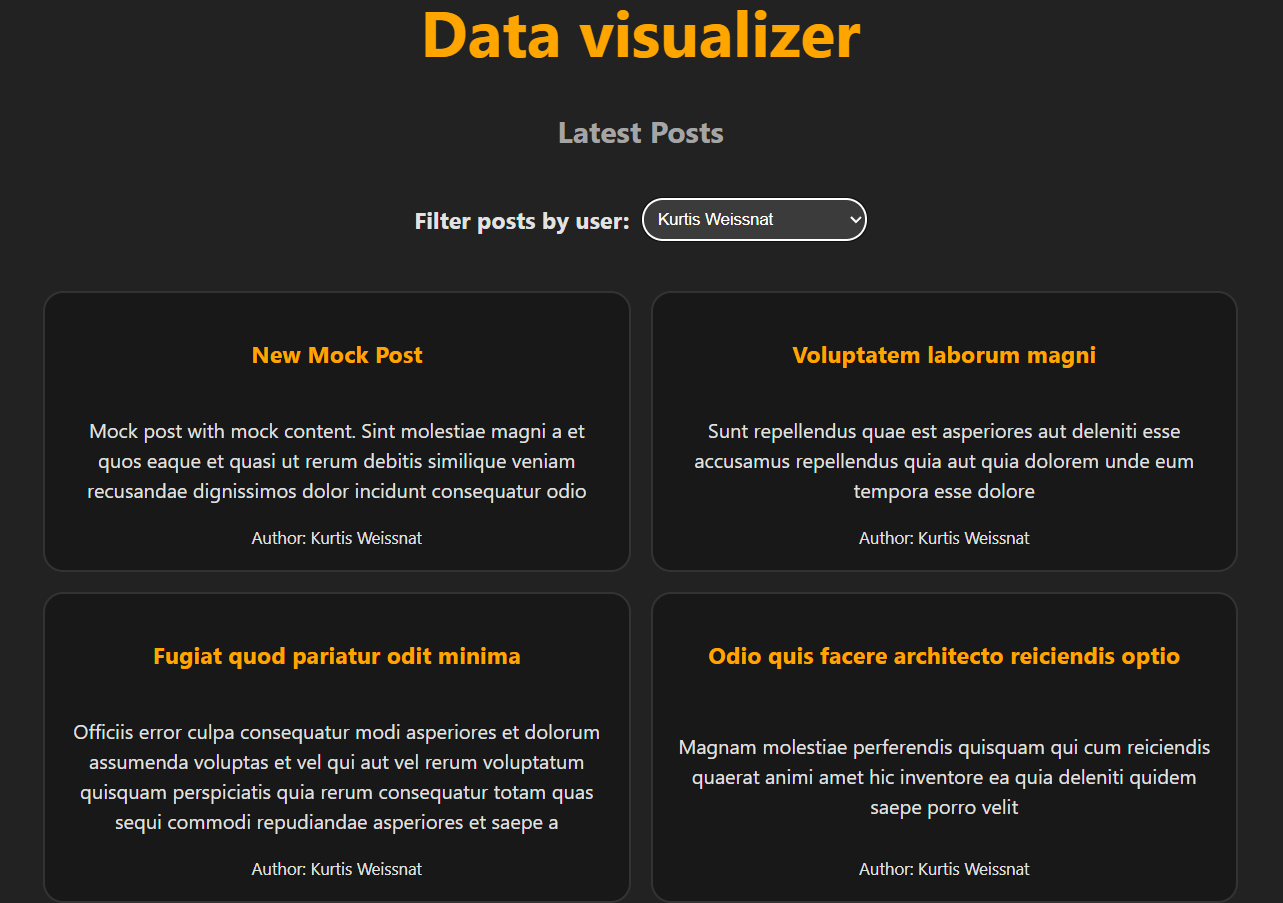 Data visualizer
Latest Posts
Filter posts by user: Kurtis Weissnat
New Mock Post
Mock post with mock content. Sint molestiae magni a et
quos eaque et quasi ut rerum debitis similique veniam
recusandae dignissimos dolor incidunt consequatur odio
Author: Kurtis Weissnat
Voluptatem laborum magni
Sunt repellendus quae est asperiores aut deleniti esse
accusamus repellendus quia aut quia dolorem unde eum
tempora esse dolore
Author: Kurtis Weissnat
Fugiat quod pariatur odit minima
Officiis error culpa consequatur modi asperiores et dolorum
assumenda voluptas et vel qui aut vel rerum voluptatum
quisquam perspiciatis quia rerum consequatur totam quas
sequi commodi repudiandae asperiores et saepe a
Author: Kurtis Weissnat
Odio quis facere architecto reiciendis optio
Magnam molestiae perferendis quisquam qui cum reiciendis
quaerat animi amet hic inventore ea quia deleniti quidem
saepe porro velit
Author: Kurtis Weissnat